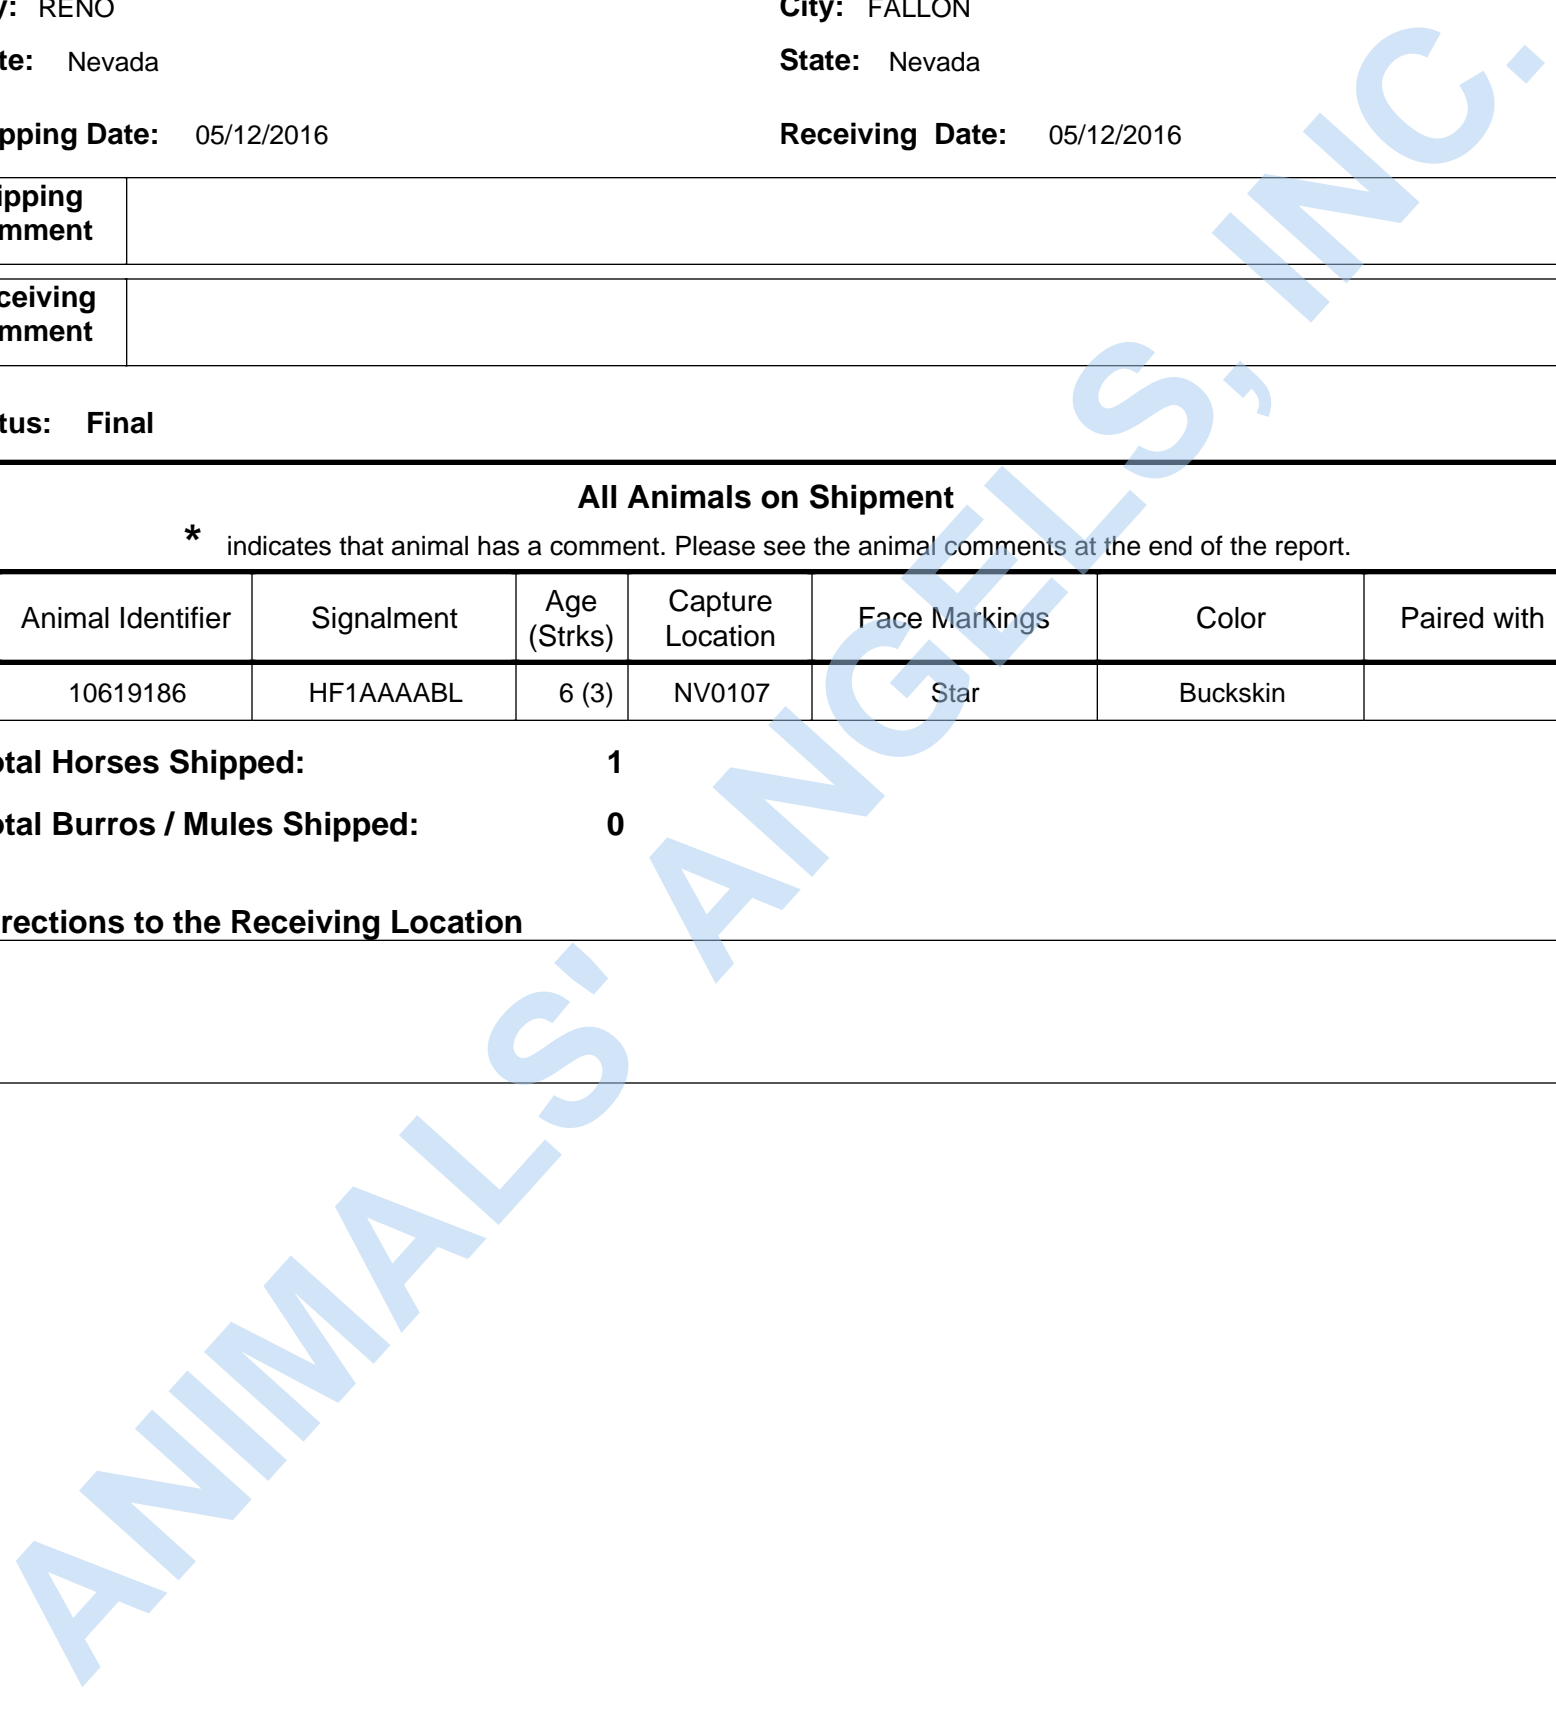 y: RENO City: FALLON
te: Nevada State: Nevada
pping Date: 05/12/2016 Receiving Date: 05/12/2016
ipping
mment
ceiving
mment
tus: Final
All Animals on Shipment
* indicates that animal has a comment. Please see the animal comments at the end of the report.
Animal Identifier Signalment Age (Strks) Capture Location Face Markings Color Paired with
10619186 HF1AAAABL 6 (3) NV0107 Star Buckskin
otal Horses Shipped: 1
otal Burros / Mules Shipped: 0
rections to the Receiving Location
ANIMALS' ANGELS, INC.